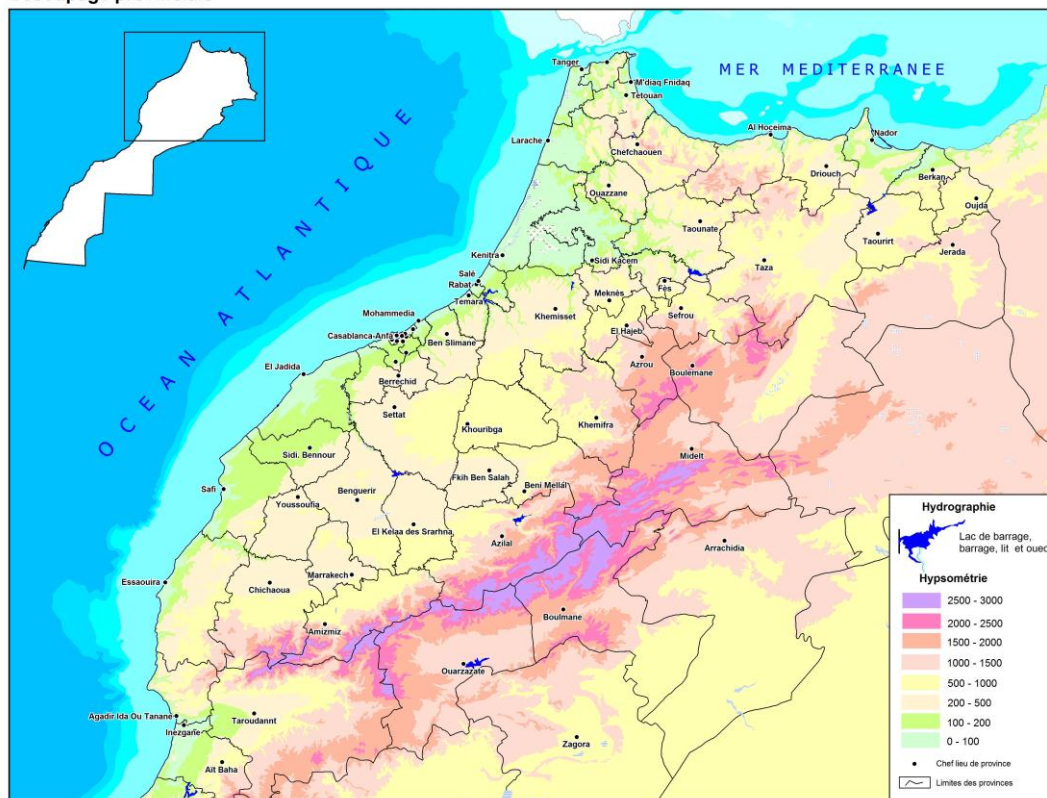 MER MEDITERRANEE
OCEAN ATLANTIQUE
Tanger
M'diaq Fnidaq
Tétouan
Larache
Chefchaouen
Al Hoceima
Nador
Driouch
Berkan
Oujda
Ouazzane
Taounate
Taourirt
Jerada
Kenitra
Sidi Kacem
Taza
Salé
Rabat
Temara
Meknès
Fès
Khemisset
Sefrou
Mohammedia
Casablanca-Anfa
Ben Slimane
El Hajeb
Azrou
Boulemane
El Jadida
Berrechid
Settat
Khouribga
Khemifra
Sidi. Bennour
Midelt
Safi
Youssoufia
Benguerir
Fkih Ben Salah
Beni Mellal
El Kelaa des Srarhna
Azilal
Arrachidia
Essaouira
Chichaoua
Marrakech
Boulmane
Amizmiz
Ouarzazate
Agadir Ida Ou Tanane
Inezgane
Taroudannt
Zagora
Aït Baha
Hydrographie
Lac de barrage,
barrage, lit et oued
Hypsométrie
2500 - 3000
2000 - 2500
1500 - 2000
1000 - 1500
500 - 1000
200 - 500
100 - 200
0 - 100
Chef lieu de province
Limites des provinces